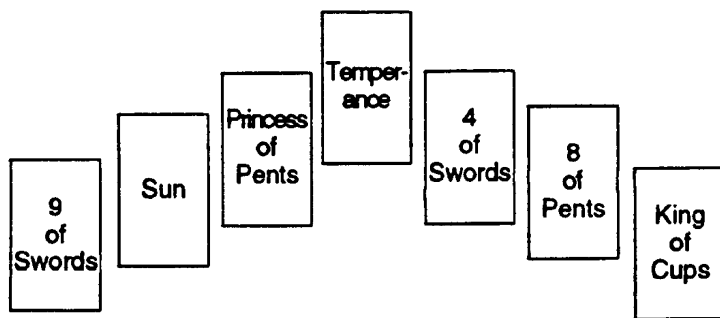 9
of
Swords
Sun
Princess
of
Pents
Temper-
ance
4
of
Swords
8
of
Pents
King
of
Cups